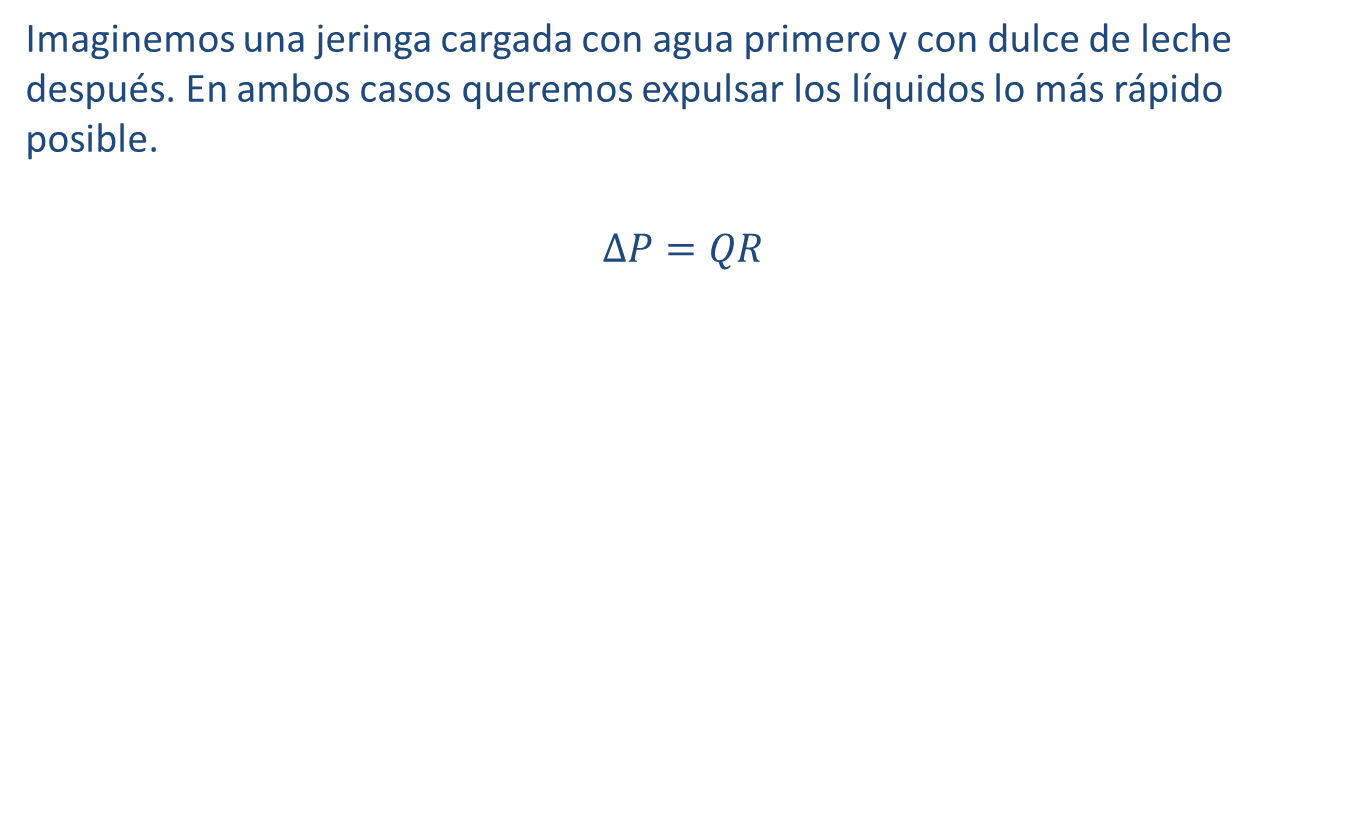 Imaginemos una jeringa cargada con agua primero y con dulce de leche
después. En ambos casos queremos expulsar los líquidos lo más rápido
posible.
Δ𝑃 = 𝑄𝑅